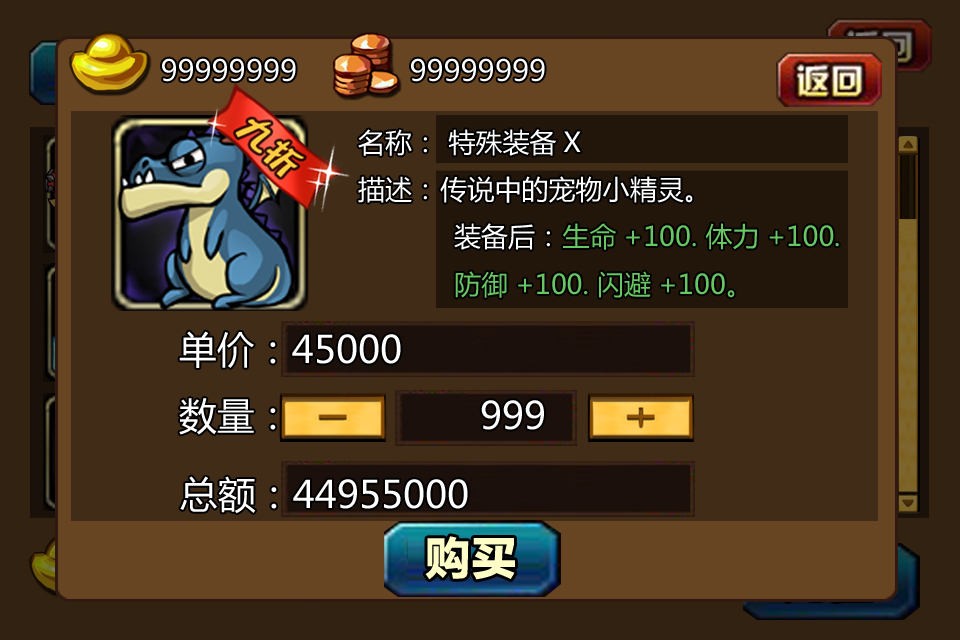 返回
99999999
99999999
返回
九折
名称：特殊装备 X
描述：传说中的宠物小精灵。
装备后：生命 +100. 体力 +100.
防御 +100. 闪避 +100。
单价：45000
数量：− 999 +
总额：44955000
购买